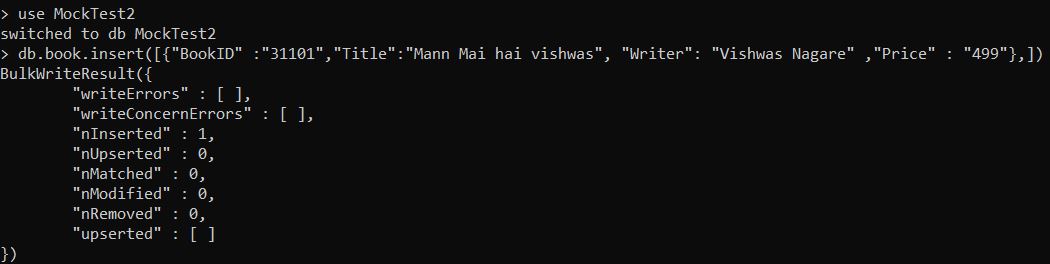 > use MockTest2
switched to db MockTest2
> db.book.insert([{"BookID" :"31101","Title":"Mann Mai hai vishwas", "Writer": "Vishwas Nagare" ,"Price" : "499"},])
BulkWriteResult({
        "writeErrors" : [ ],
        "writeConcernErrors" : [ ],
        "nInserted" : 1,
        "nUpserted" : 0,
        "nMatched" : 0,
        "nModified" : 0,
        "nRemoved" : 0,
        "upserted" : [ ]
})